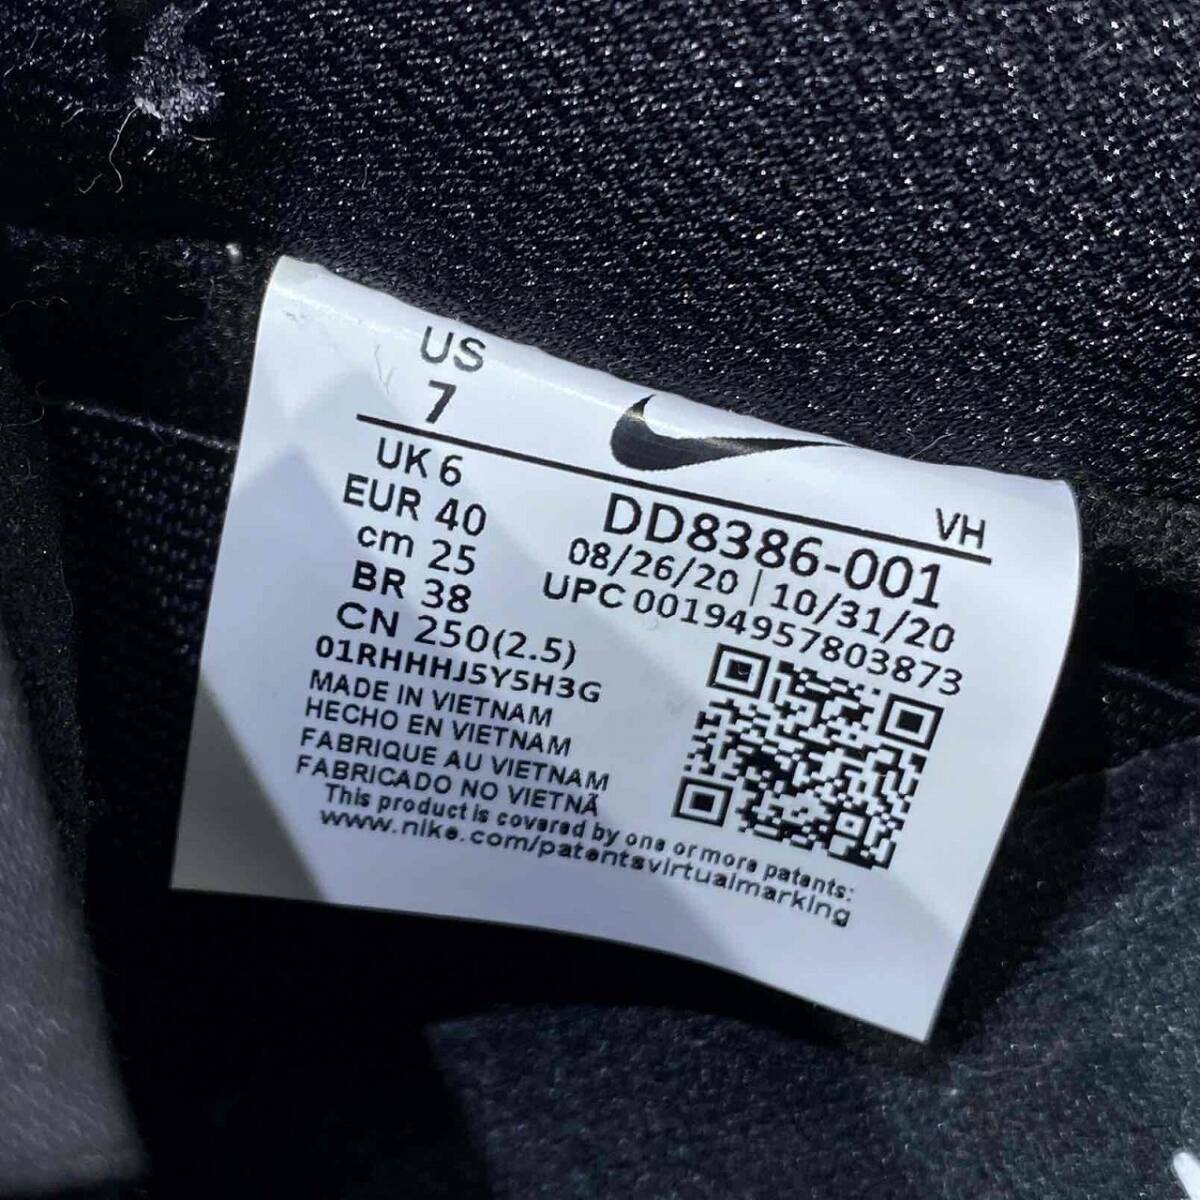 US
7
VH
UK 6
EUR 40
cm 25
BR 38
CN 250(2.5)
DD8386-001
08/26/20 | 10/31/20
UPC 00194957803873
01RHHHJ5Y5H3G
MADE IN VIETNAM
HECHO EN VIETNAM
FABRIQUE AU VIETNAM
FABRICADO NO VIETNÃ
This product is covered by one or more patents:
www.nike.com/patentsvirtualmarking